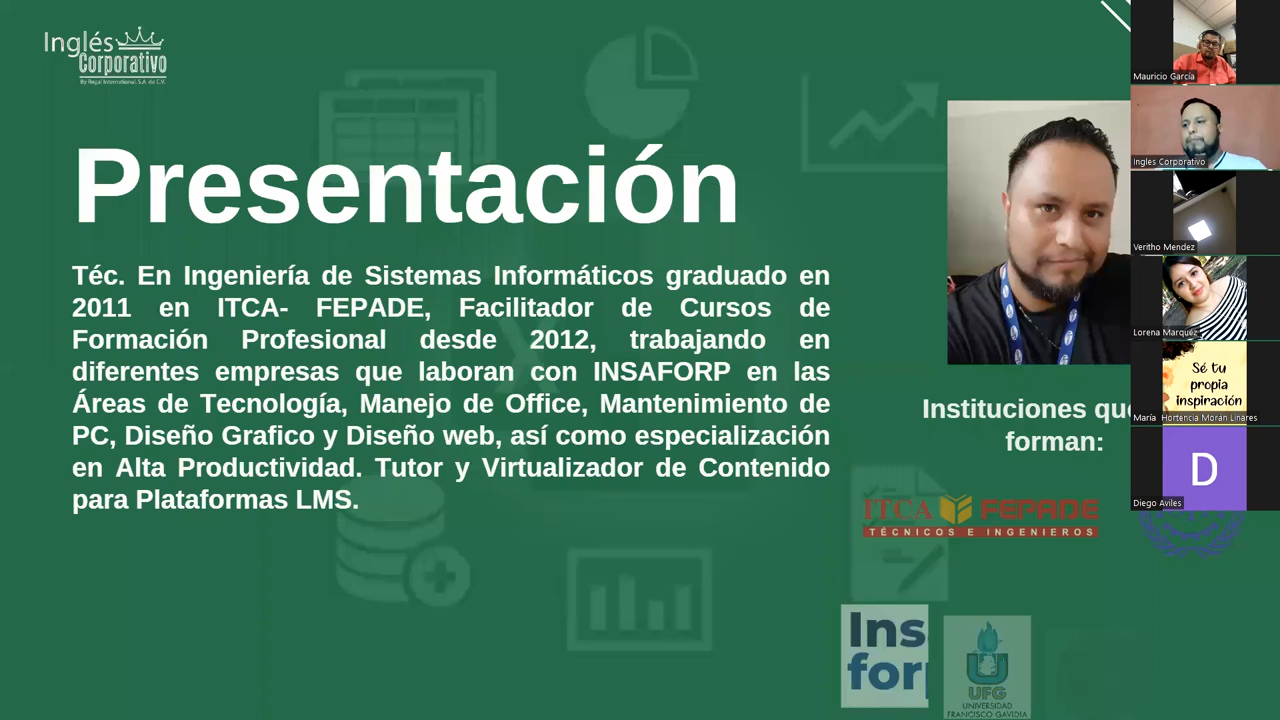 Inglés
Corporativo
By Regal International, S.A. de C.V.
Presentación
Téc. En Ingeniería de Sistemas Informáticos graduado en
2011 en ITCA- FEPADE, Facilitador de Cursos de
Formación Profesional desde 2012, trabajando en
diferentes empresas que laboran con INSAFORP en las
Áreas de Tecnología, Manejo de Office, Mantenimiento de
PC, Diseño Grafico y Diseño web, así como especialización
en Alta Productividad. Tutor y Virtualizador de Contenido
para Plataformas LMS.
Instituciones que
forman:
ITCA FEPADE
TÉCNICOS E INGENIEROS
Ins
for
UFG
UNIVERSIDAD
FRANCISCO GAVIDIA
Mauricio García
Ingles Corporativo
Veritho Mendez
Lorena Marquéz
Sé tu
propia
inspiración
María Hortencia Morán Linares
D
Diego Aviles